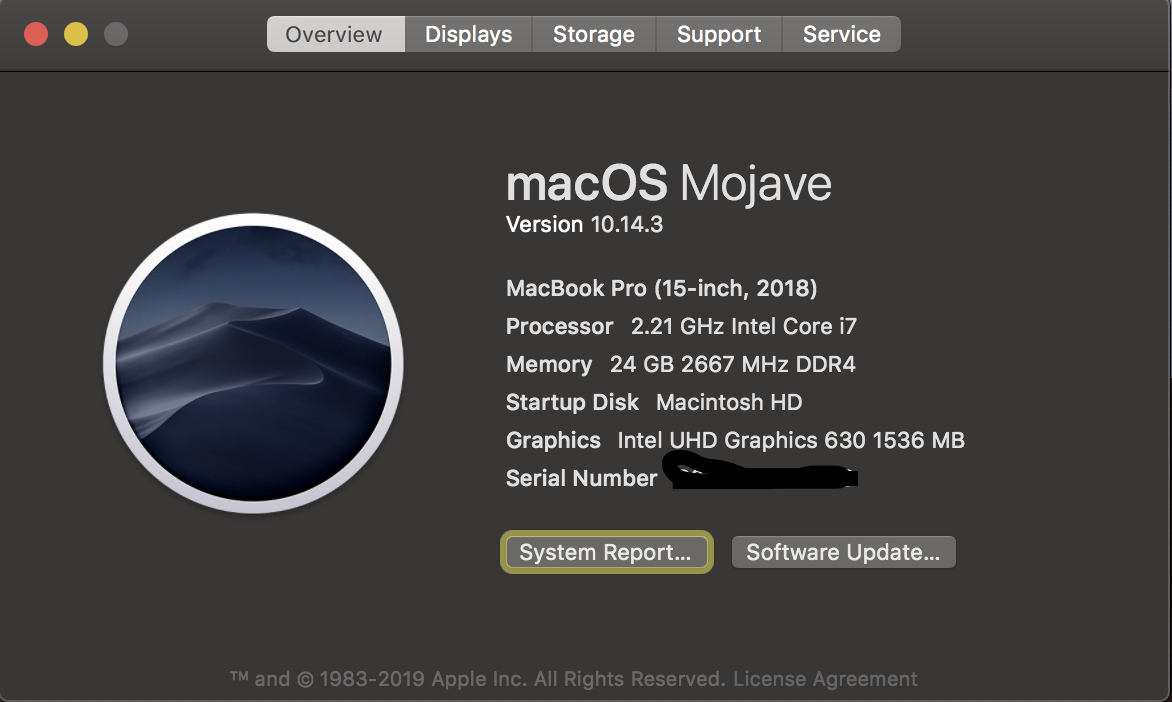 Overview Displays Storage Support Service
macOS Mojave
Version 10.14.3
MacBook Pro (15-inch, 2018)
Processor 2.21 GHz Intel Core i7
Memory 24 GB 2667 MHz DDR4
Startup Disk Macintosh HD
Graphics Intel UHD Graphics 630 1536 MB
Serial Number
System Report... Software Update...
™ and © 1983-2019 Apple Inc. All Rights Reserved. License Agreement